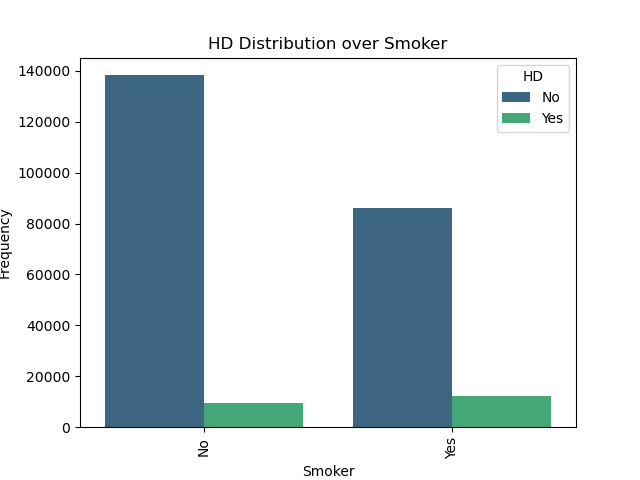 HD Distribution over Smoker
140000
120000
100000
80000
60000
40000
20000
0
Frequency
HD
No
Yes
No
Yes
Smoker